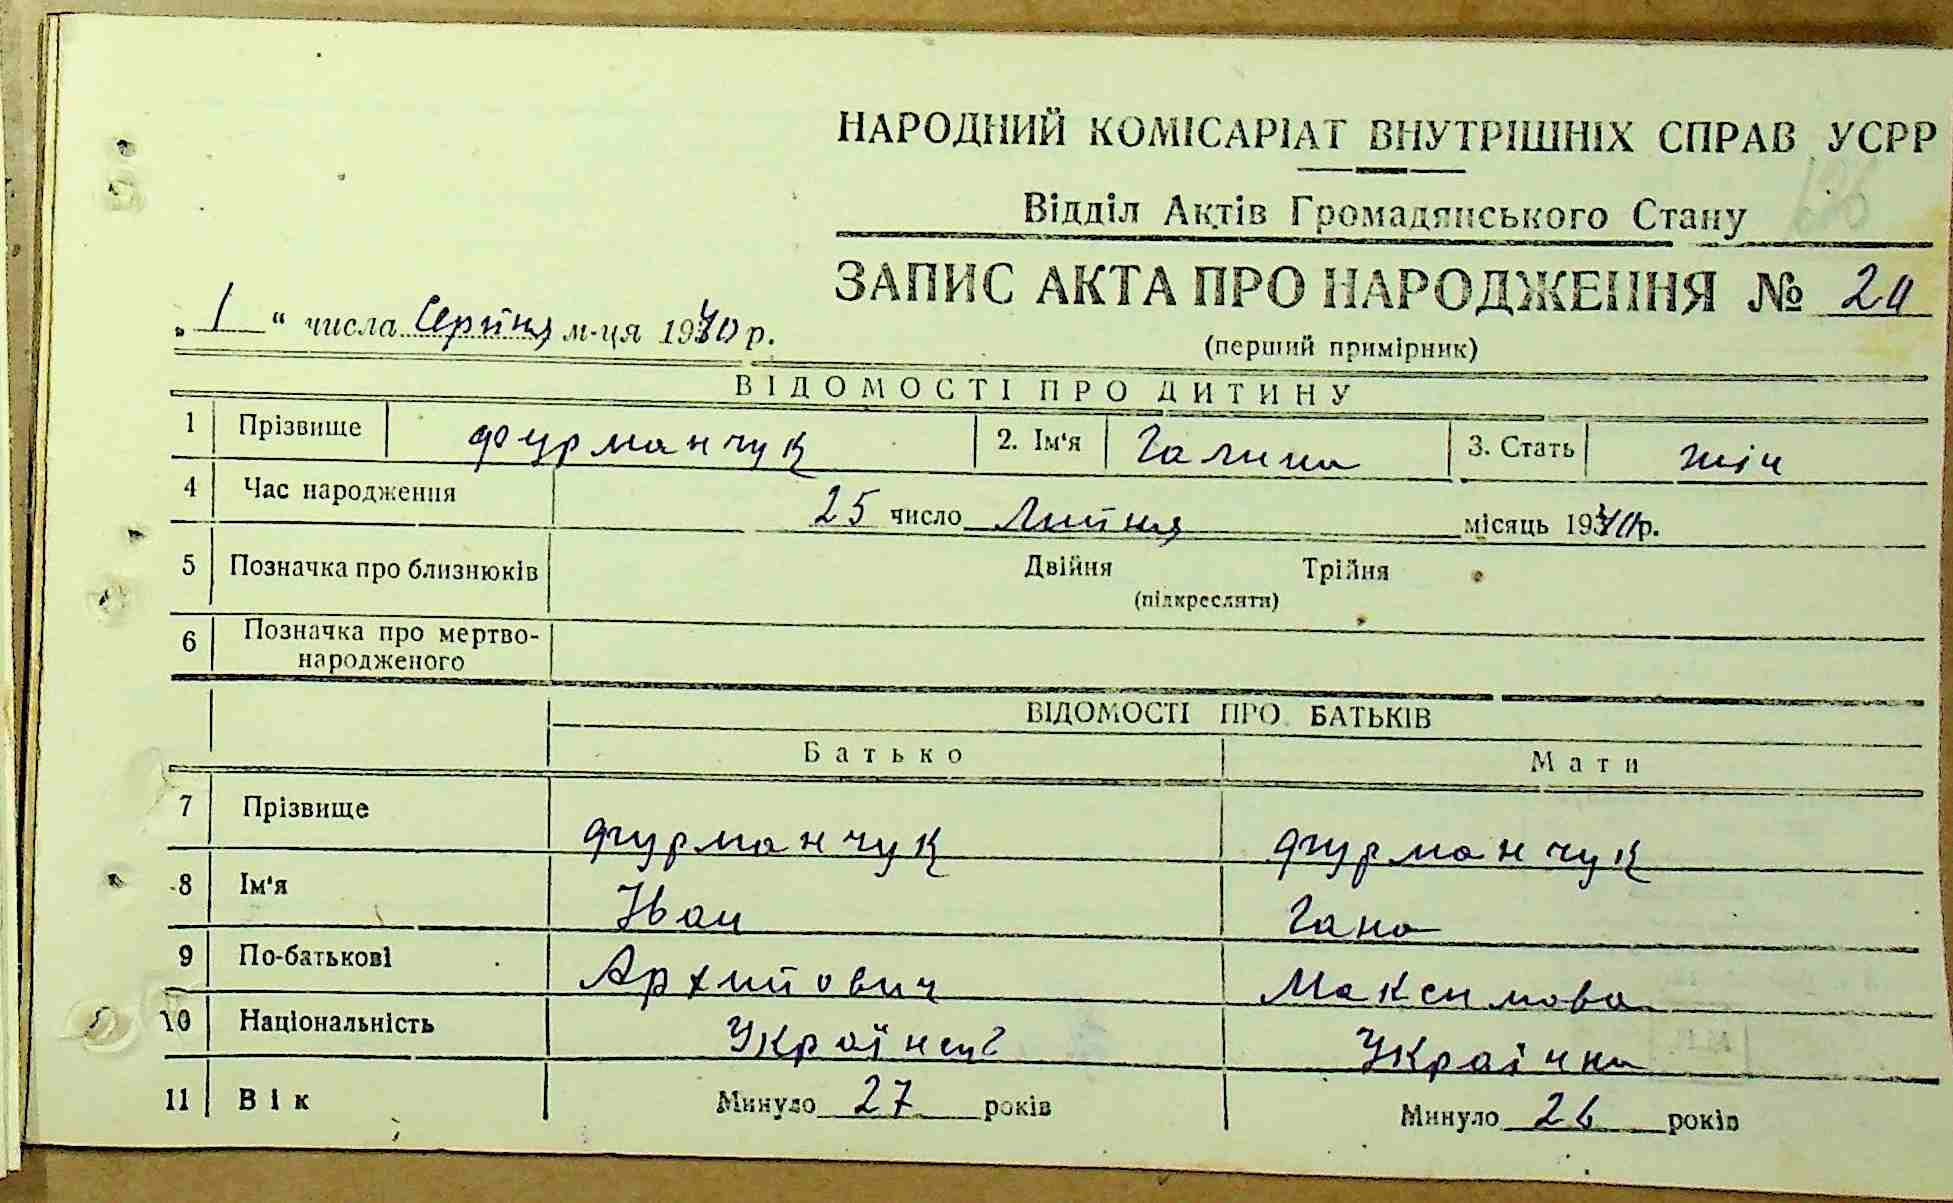 НАРОДНИЙ КОМІСАРІАТ ВНУТРІШНІХ СПРАВ УСРР
Відділ Актів Громадянського Стану
ЗАПИС АКТА ПРО НАРОДЖЕННЯ №
„ 1 “ числа Серпня м-ця 1940 р.
(перший примірник)
ВІДОМОСТІ ПРО ДИТИНУ
1 Прізвище Фурманчук 2. Ім'я Галина 3. Стать жін
4 Час народження 25 число Липня місяць 1940 р.
5 Позначка про близнюків Двійня Трійня
(підкреслити)
6 Позначка про мертво-
народженого
ВІДОМОСТІ ПРО БАТЬКІВ
Батько Мати
7 Прізвище Фурманчук Фурманчук
8 Ім'я Іван Гана
9 По-батькові Архипович Максимова
10 Національність Українець Українка
11 Вік Минуло 27 років Минуло 26 років